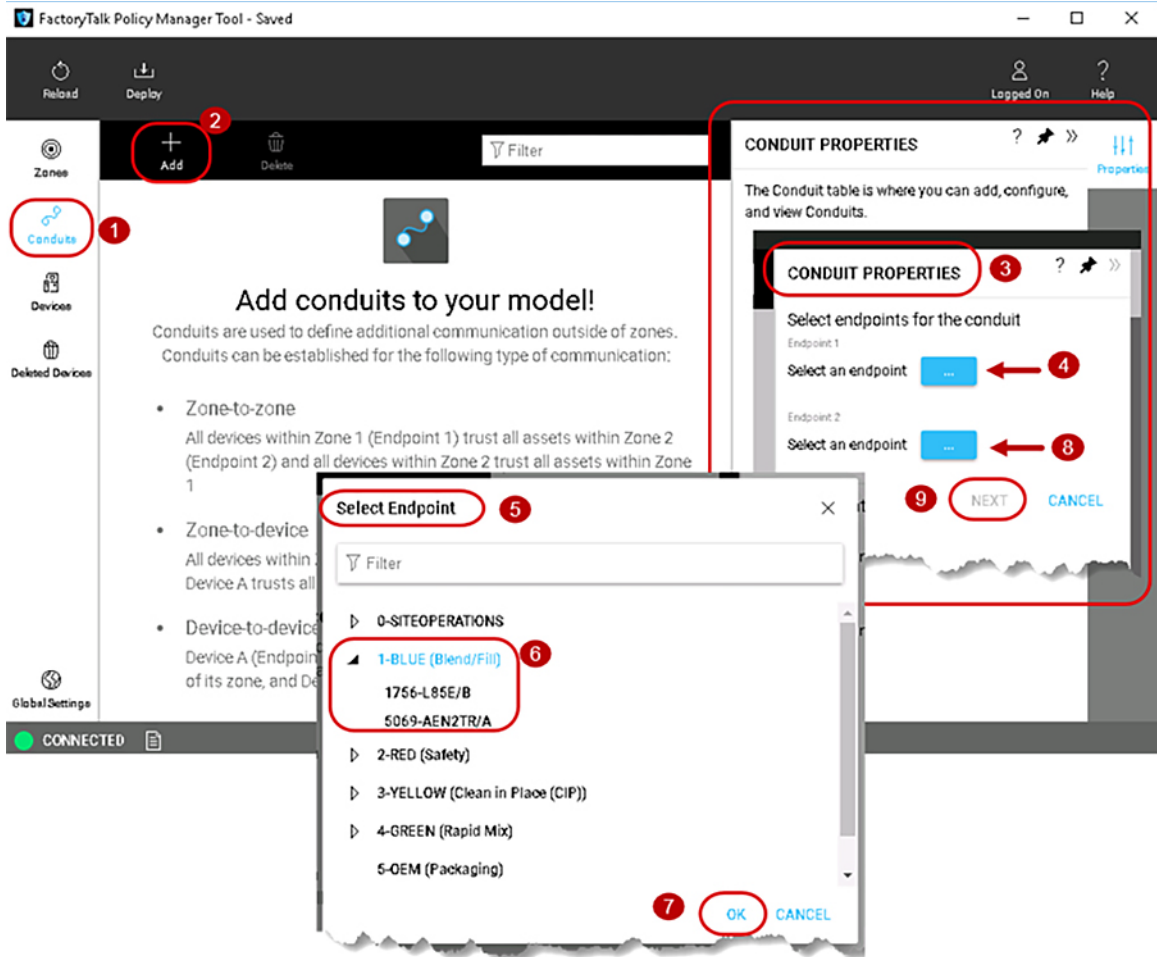 FactoryTalk Policy Manager Tool - Saved
Reload
Deploy
Logged On
Help
2
Add
Delete
Filter
CONDUIT PROPERTIES
?
Properties
Zones
The Conduit table is where you can add, configure,
and view Conduits.
Conduits
1
CONDUIT PROPERTIES
3
?
Devices
Add conduits to your model!
Select endpoints for the conduit
Endpoint 1
Conduits are used to define additional communication outside of zones.
Conduits can be established for the following type of communication:
Select an endpoint
...
4
Deleted Devices
Zone-to-zone
Endpoint 2
All devices within Zone 1 (Endpoint 1) trust all assets within Zone 2
(Endpoint 2) and all devices within Zone 2 trust all assets within Zone
1
Select an endpoint
...
8
9
NEXT
CANCEL
Select Endpoint
5
Zone-to-device
All devices within
Device A trusts all
Filter
Device-to-device
Device A (Endpoin
of its zone, and De
0-SITEOPERATIONS
1-BLUE (Blend/Fill)
6
1756-L85E/B
5069-AEN2TR/A
2-RED (Safety)
3-YELLOW (Clean in Place (CIP))
4-GREEN (Rapid Mix)
5-OEM (Packaging)
7
OK
CANCEL
Global Settings
CONNECTED